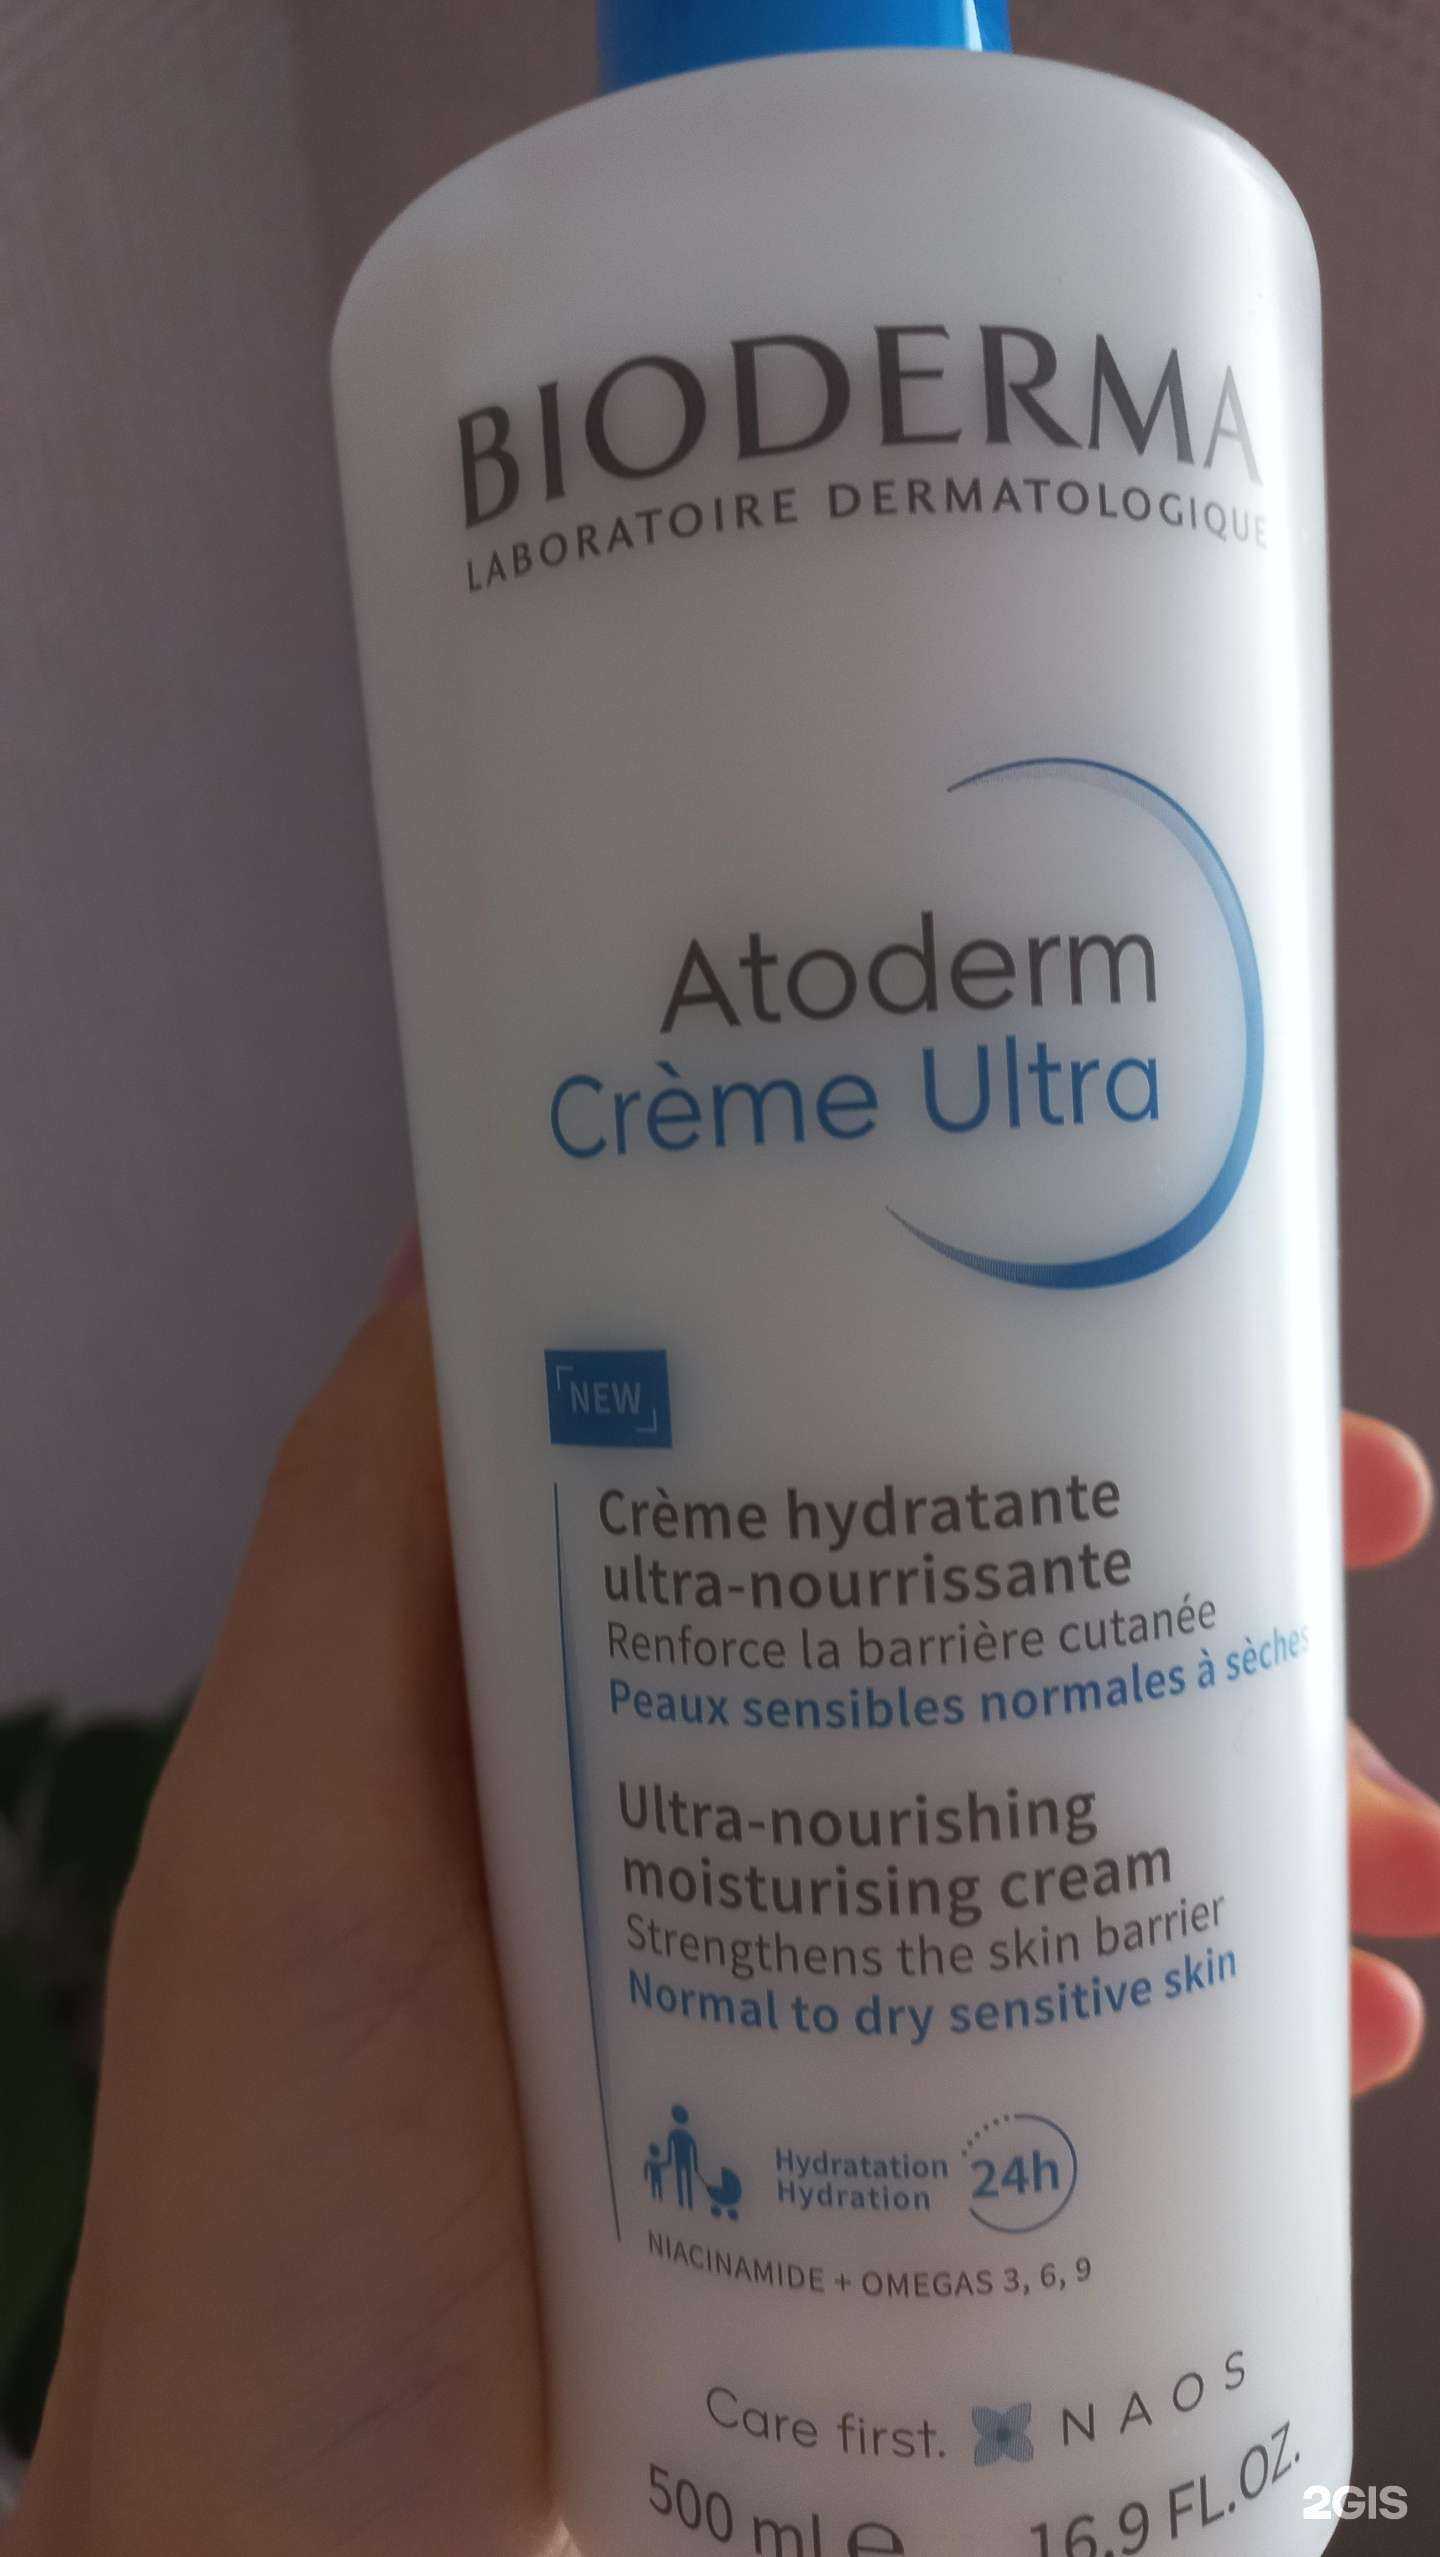 BIODERMA
LABORATOIRE DERMATOLOGIQUE
Atoderm
Crème Ultra
NEW
Crème hydratante
ultra-nourrissante
Renforce la barrière cutanée
Peaux sensibles normales à sèches
Ultra-nourishing
moisturising cream
Strengthens the skin barrier
Normal to dry sensitive skin
Hydratation
Hydration
24h
NIACINAMIDE + OMEGAS 3, 6, 9
Care first. NAOS
500 ml e 16.9 FL.OZ.
2GIS